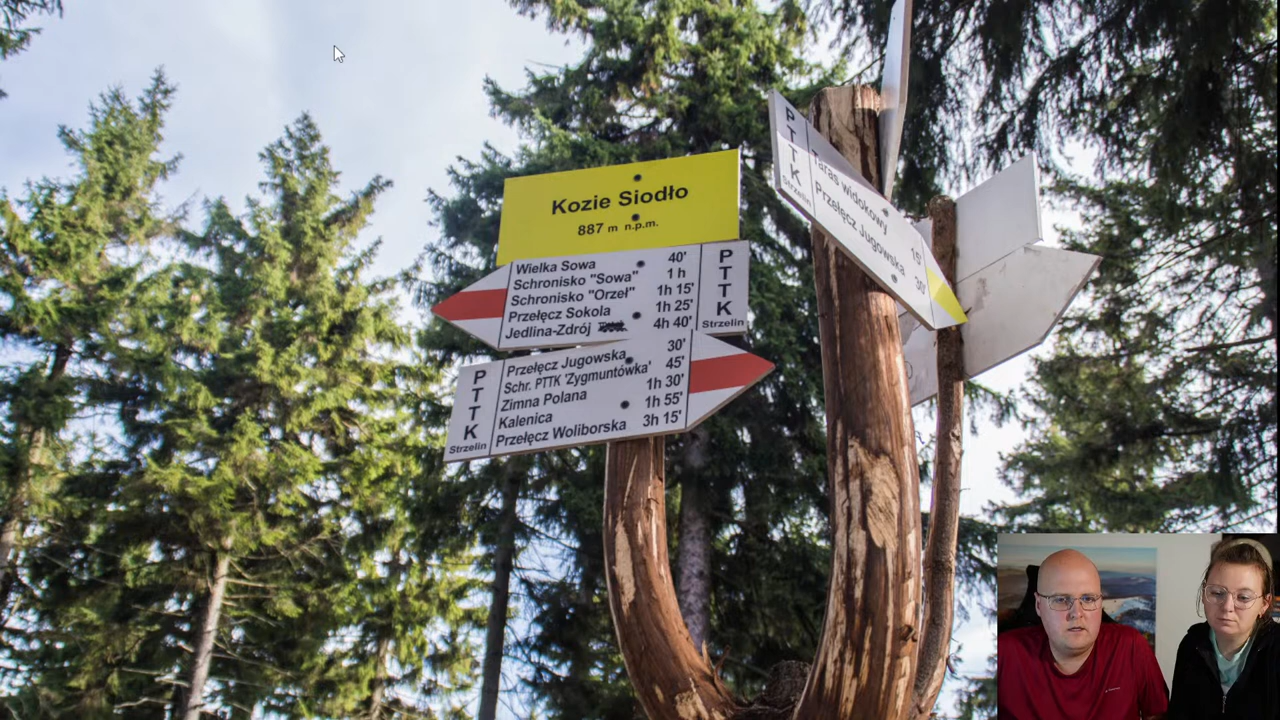 Kozie Siodło
887 m n.p.m.
Wielka Sowa 40'
Schronisko "Sowa" 1 h
Schronisko "Orzeł" 1h 15'
Przełęcz Sokola 1h 25'
Jedlina-Zdrój 4h 40'
PTTK
Strzelin
PTTK
Strzelin
Przełęcz Jugowska 30'
Schr. PTTK 'Zygmuntówka' 45'
Zimna Polana 1h 30'
Kalenica 1h 55'
Przełęcz Woliborska 3h 15'
PTTK
Strzelin
Taras widokowy 15'
Przełęcz Jugowska 30'